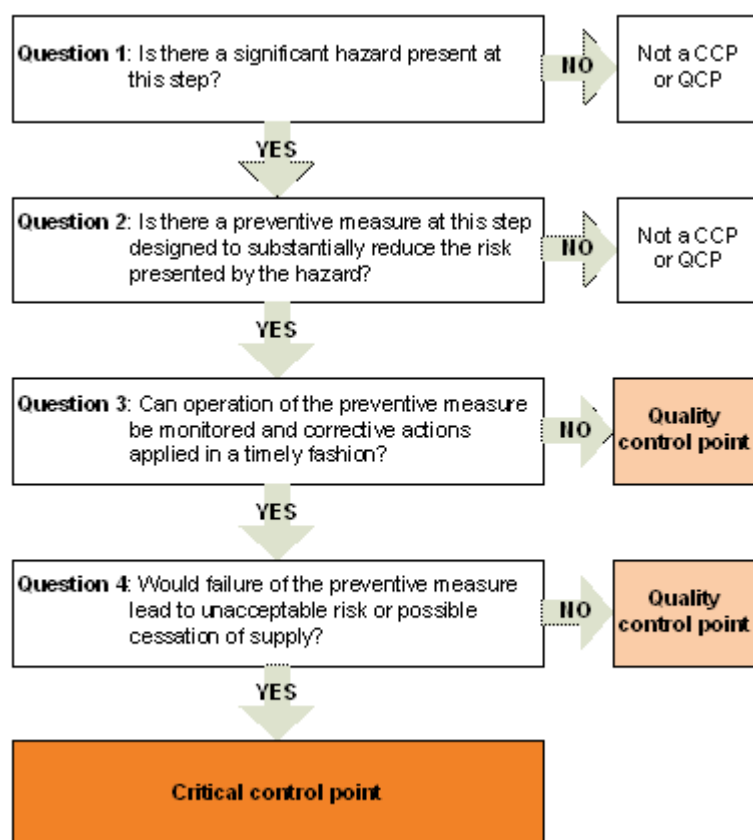 Question 1: Is there a significant hazard present at
this step?
NO
Not a CCP
or QCP
YES
Question 2: Is there a preventive measure at this step
designed to substantially reduce the risk
presented by the hazard?
NO
Not a CCP
or QCP
YES
Question 3: Can operation of the preventive measure
be monitored and corrective actions
applied in a timely fashion?
NO
Quality
control point
YES
Question 4: Would failure of the preventive measure
lead to unacceptable risk or possible
cessation of supply?
NO
Quality
control point
YES
Critical control point